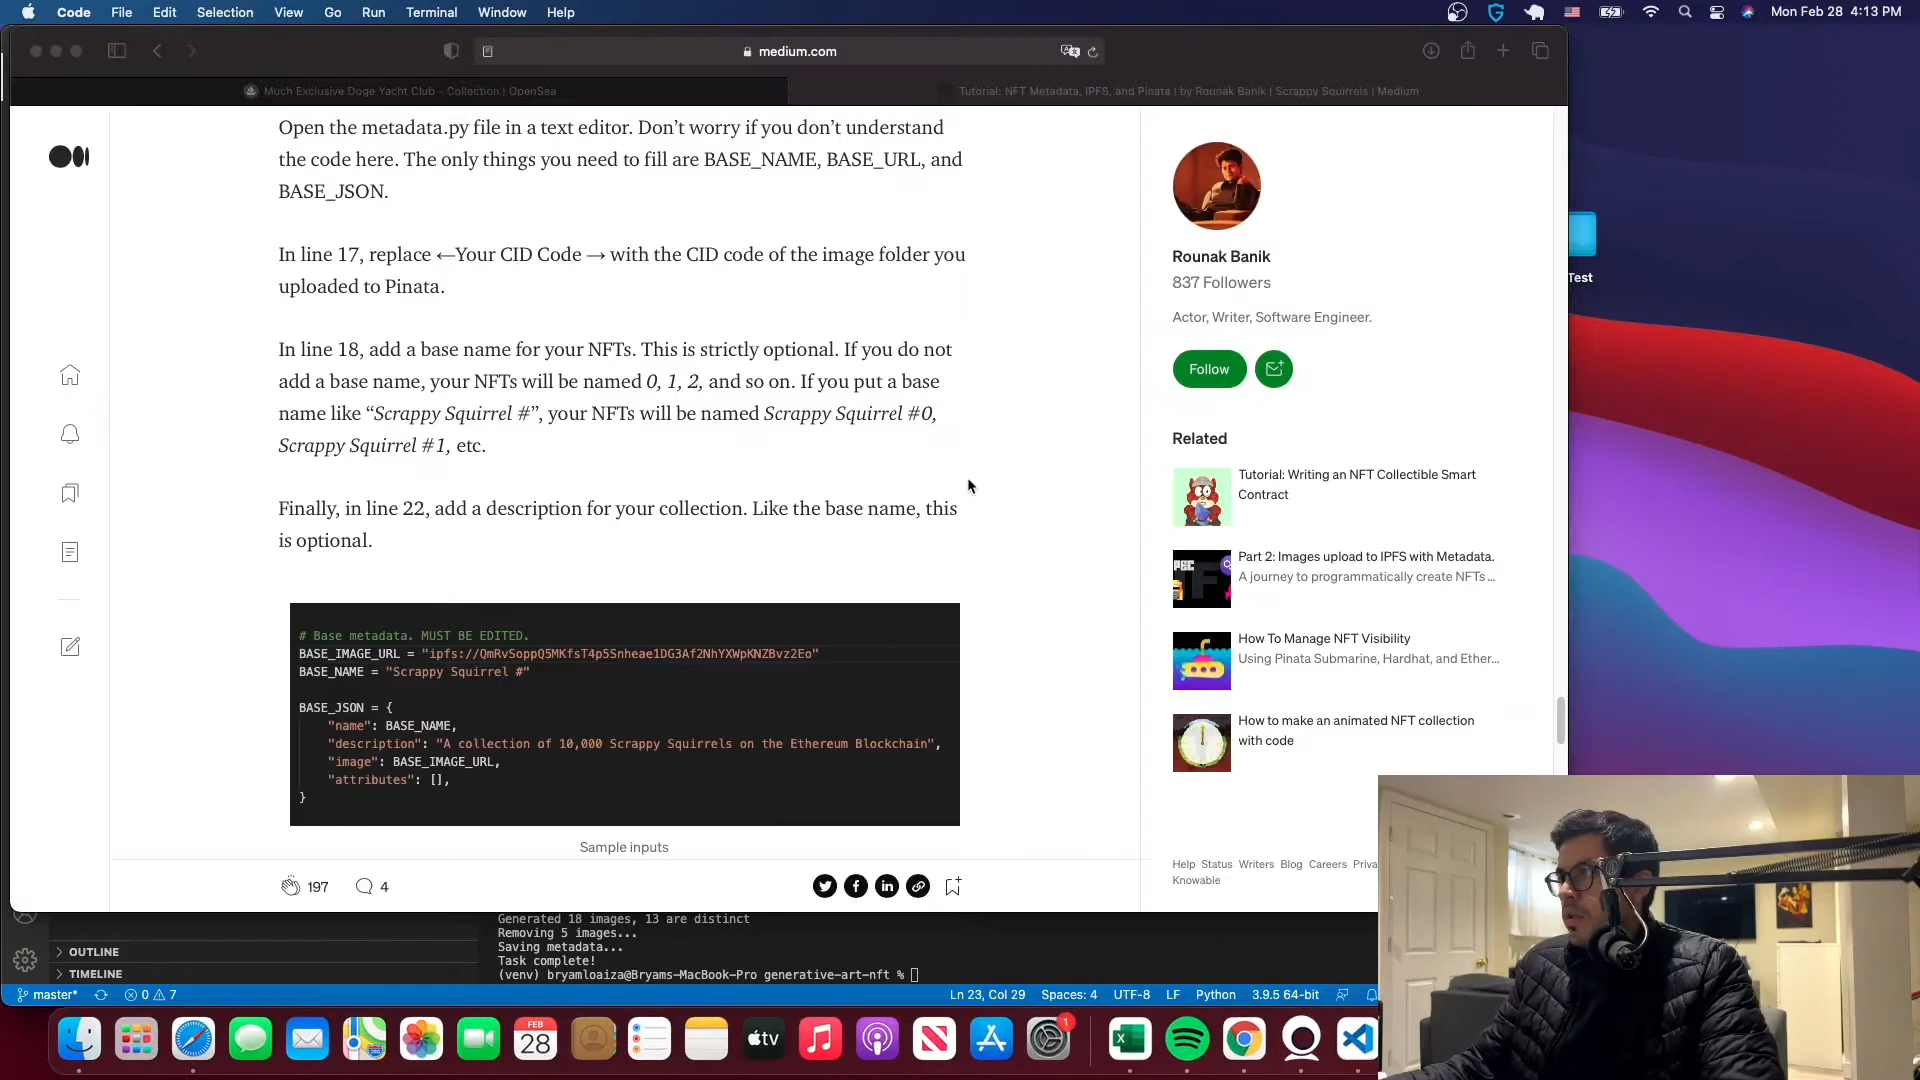 Code File Edit Selection View Go Run Terminal Window Help
Mon Feb 28 4:13 PM
medium.com
Much Exclusive Doge Yacht Club - Collection | OpenSea
Tutorial: NFT Metadata, IPFS, and Pinata | by Rounak Banik | Scrappy Squirrels | Medium
Open the metadata.py file in a text editor. Don’t worry if you don’t understand
the code here. The only things you need to fill are BASE_NAME, BASE_URL, and
BASE_JSON.
In line 17, replace ←Your CID Code → with the CID code of the image folder you
uploaded to Pinata.
In line 18, add a base name for your NFTs. This is strictly optional. If you do not
add a base name, your NFTs will be named 0, 1, 2, and so on. If you put a base
name like “Scrappy Squirrel #”, your NFTs will be named Scrappy Squirrel #0,
Scrappy Squirrel #1, etc.
Finally, in line 22, add a description for your collection. Like the base name, this
is optional.
# Base metadata. MUST BE EDITED.
BASE_IMAGE_URL = "ipfs://QmRvSoppQ5MKfsT4p5Snheae1DG3Af2NhYXWpKNZBvz2Eo"
BASE_NAME = "Scrappy Squirrel #"
BASE_JSON = {
"name": BASE_NAME,
"description": "A collection of 10,000 Scrappy Squirrels on the Ethereum Blockchain",
"image": BASE_IMAGE_URL,
"attributes": [],
}
Sample inputs
197
4
Rounak Banik
837 Followers
Actor, Writer, Software Engineer.
Follow
Related
Tutorial: Writing an NFT Collectible Smart
Contract
Part 2: Images upload to IPFS with Metadata.
A journey to programmatically create NFTs…
How To Manage NFT Visibility
Using Pinata Submarine, Hardhat, and Ether…
How to make an animated NFT collection
with code
Help Status Writers Blog Careers Priva
Knowable
Test
Generated 18 images, 13 are distinct
Removing 5 images...
Saving metadata...
Task complete!
(venv) bryamloaiza@Bryams-MacBook-Pro generative-art-nft %
OUTLINE
TIMELINE
master*
0
7
Ln 23, Col 29
Spaces: 4
UTF-8
LF
Python
3.9.5 64-bit
FEB
28
tv
1